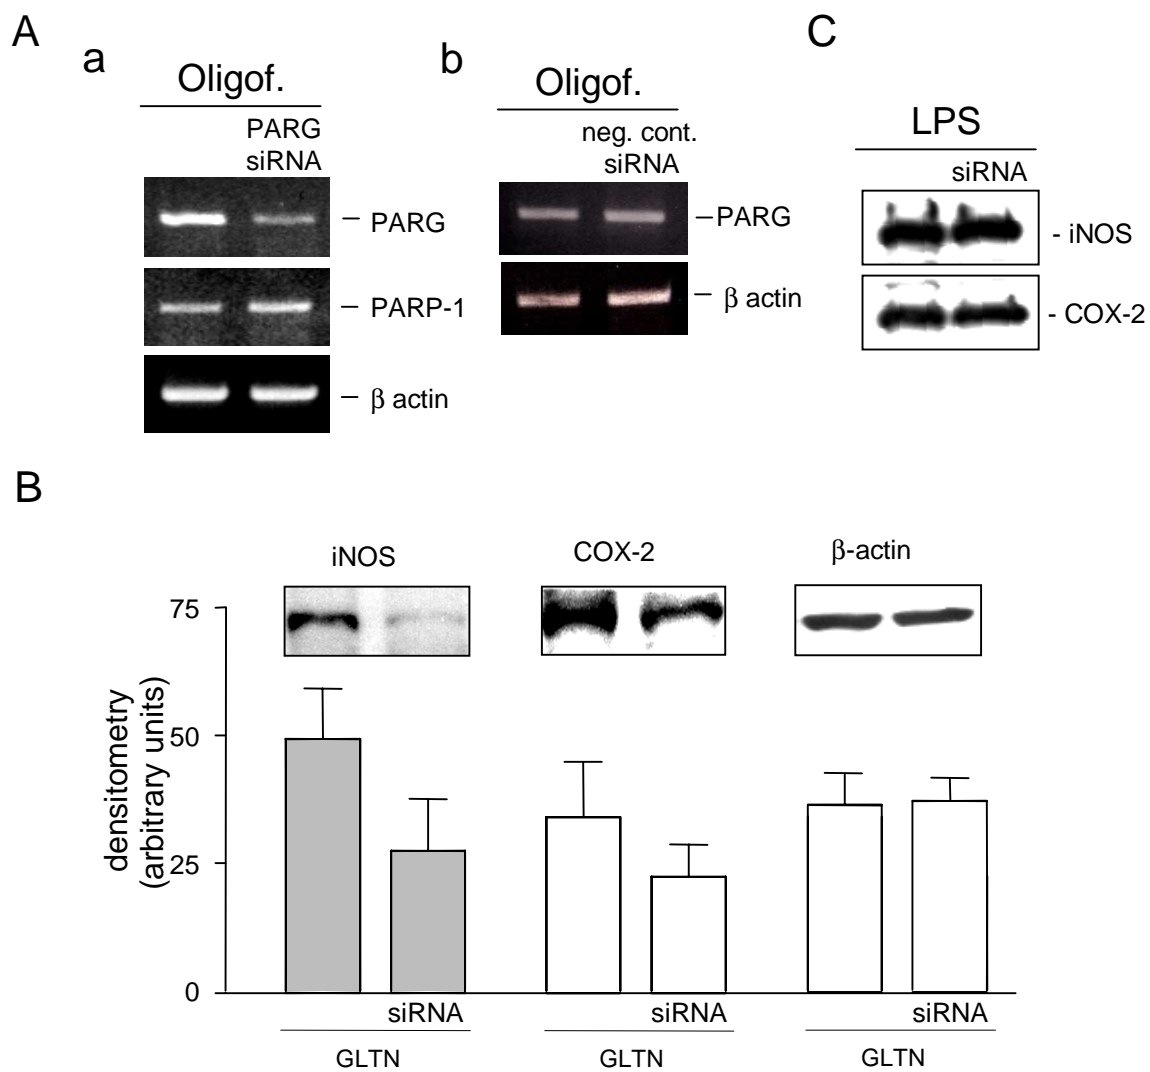 A
a
Oligof.
PARG
siRNA
– PARG
– PARP-1
– β actin
b
Oligof.
neg. cont.
siRNA
–PARG
– β actin
C
LPS
siRNA
- iNOS
- COX-2
B
iNOS
COX-2
β-actin
densitometry
(arbitrary units)
75
50
25
0
siRNA
siRNA
siRNA
GLTN
GLTN
GLTN